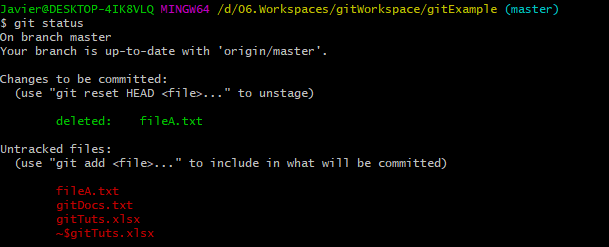 Javier@DESKTOP-4IK8VLQ MINGW64 /d/06.Workspaces/gitWorkspace/gitExample (master)
$ git status
On branch master
Your branch is up-to-date with 'origin/master'.
Changes to be committed:
(use "git reset HEAD <file>..." to unstage)
deleted: fileA.txt
Untracked files:
(use "git add <file>..." to include in what will be committed)
fileA.txt
gitDocs.txt
gitTuts.xlsx
~$gitTuts.xlsx